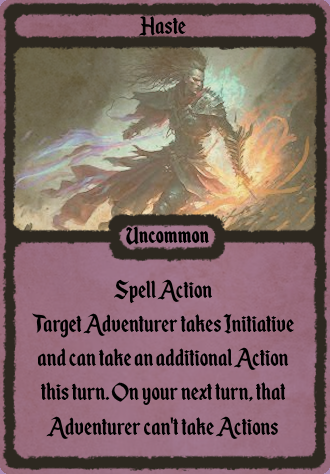 Haste
Uncommon
Spell Action
Target Adventurer takes Initiative
and can take an additional Action
this turn. On your next turn, that
Adventurer can't take Actions